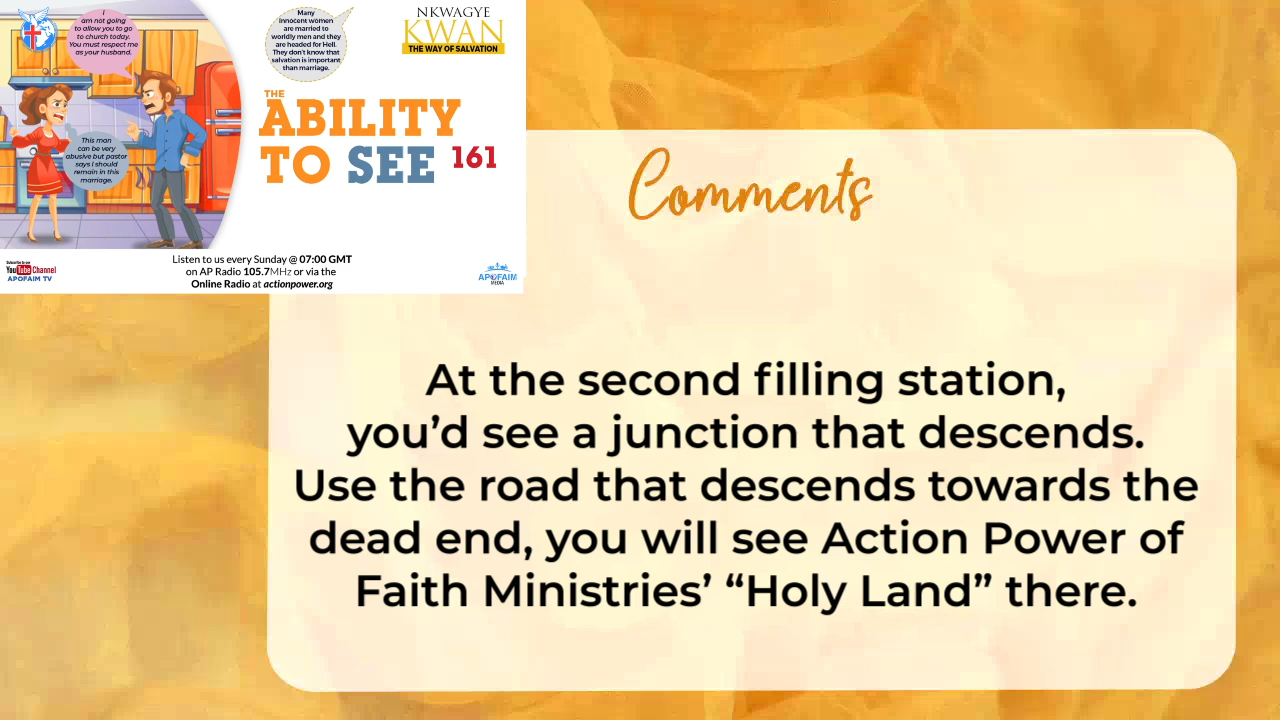 I
am not going
to allow you to go
to church today.
You must respect me
as your husband.
This man
can be very
abusive but pastor
says I should
remain in this
marriage.
Many
innocent women
are married to
worldly men and they
are headed for Hell.
They don't know that
salvation is important
than marriage.
NKWAGYE
KWAN
THE WAY OF SALVATION
THE
ABILITY
TO SEE 161
Subscribe to our
YouTube Channel
APOFAIM TV
Listen to us every Sunday @ 07:00 GMT
on AP Radio 105.7MHz or via the
Online Radio at actionpower.org
APOFAIM
MEDIA
Comments
At the second filling station,
you’d see a junction that descends.
Use the road that descends towards the
dead end, you will see Action Power of
Faith Ministries’ “Holy Land” there.